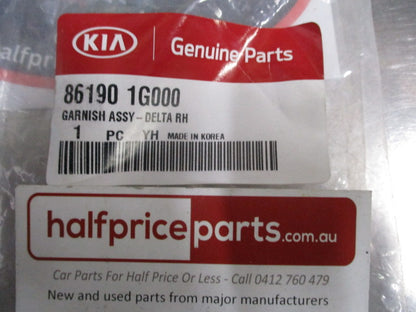 halfpr
KIA
Genuine Parts
86190 1G000
GARNISH ASSY-DELTA RH
1 PC YH MADE IN KOREA
halfpriceparts.com.au
Car Parts For Half Price Or Less - Call 0412 760 479
New and used parts from major manufacturers